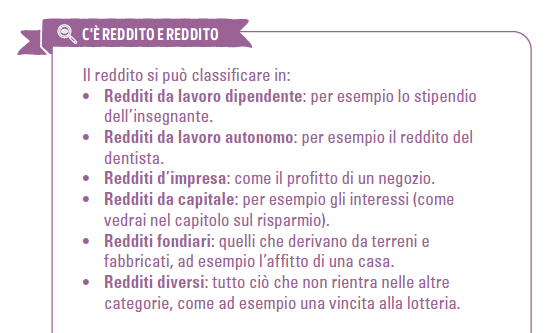 C'È REDDITO E REDDITO
Il reddito si può classificare in:
• Redditi da lavoro dipendente: per esempio lo stipendio
dell’insegnante.
• Redditi da lavoro autonomo: per esempio il reddito del
dentista.
• Redditi d’impresa: come il profitto di un negozio.
• Redditi da capitale: per esempio gli interessi (come
vedrai nel capitolo sul risparmio).
• Redditi fondiari: quelli che derivano da terreni e
fabbricati, ad esempio l’affitto di una casa.
• Redditi diversi: tutto ciò che non rientra nelle altre
categorie, come ad esempio una vincita alla lotteria.